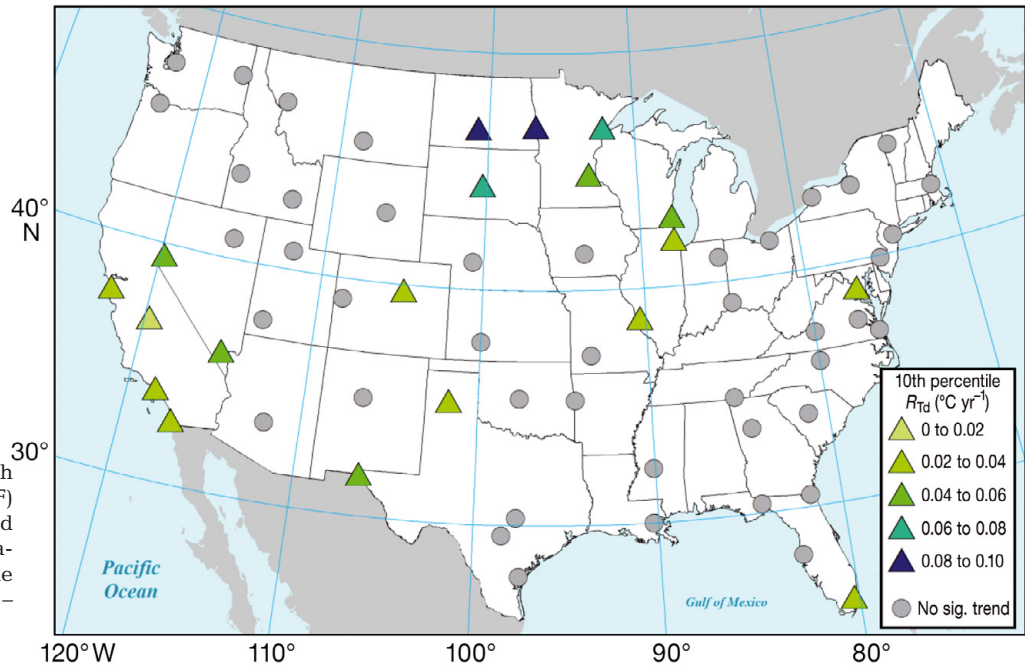 40°
N
30°
th
F)
d
a-
e
–
Pacific
Ocean
Gulf of Mexico
10th percentile
RTd (°C yr⁻¹)
0 to 0.02
0.02 to 0.04
0.04 to 0.06
0.06 to 0.08
0.08 to 0.10
No sig. trend
120° W 110° 100° 90° 80°